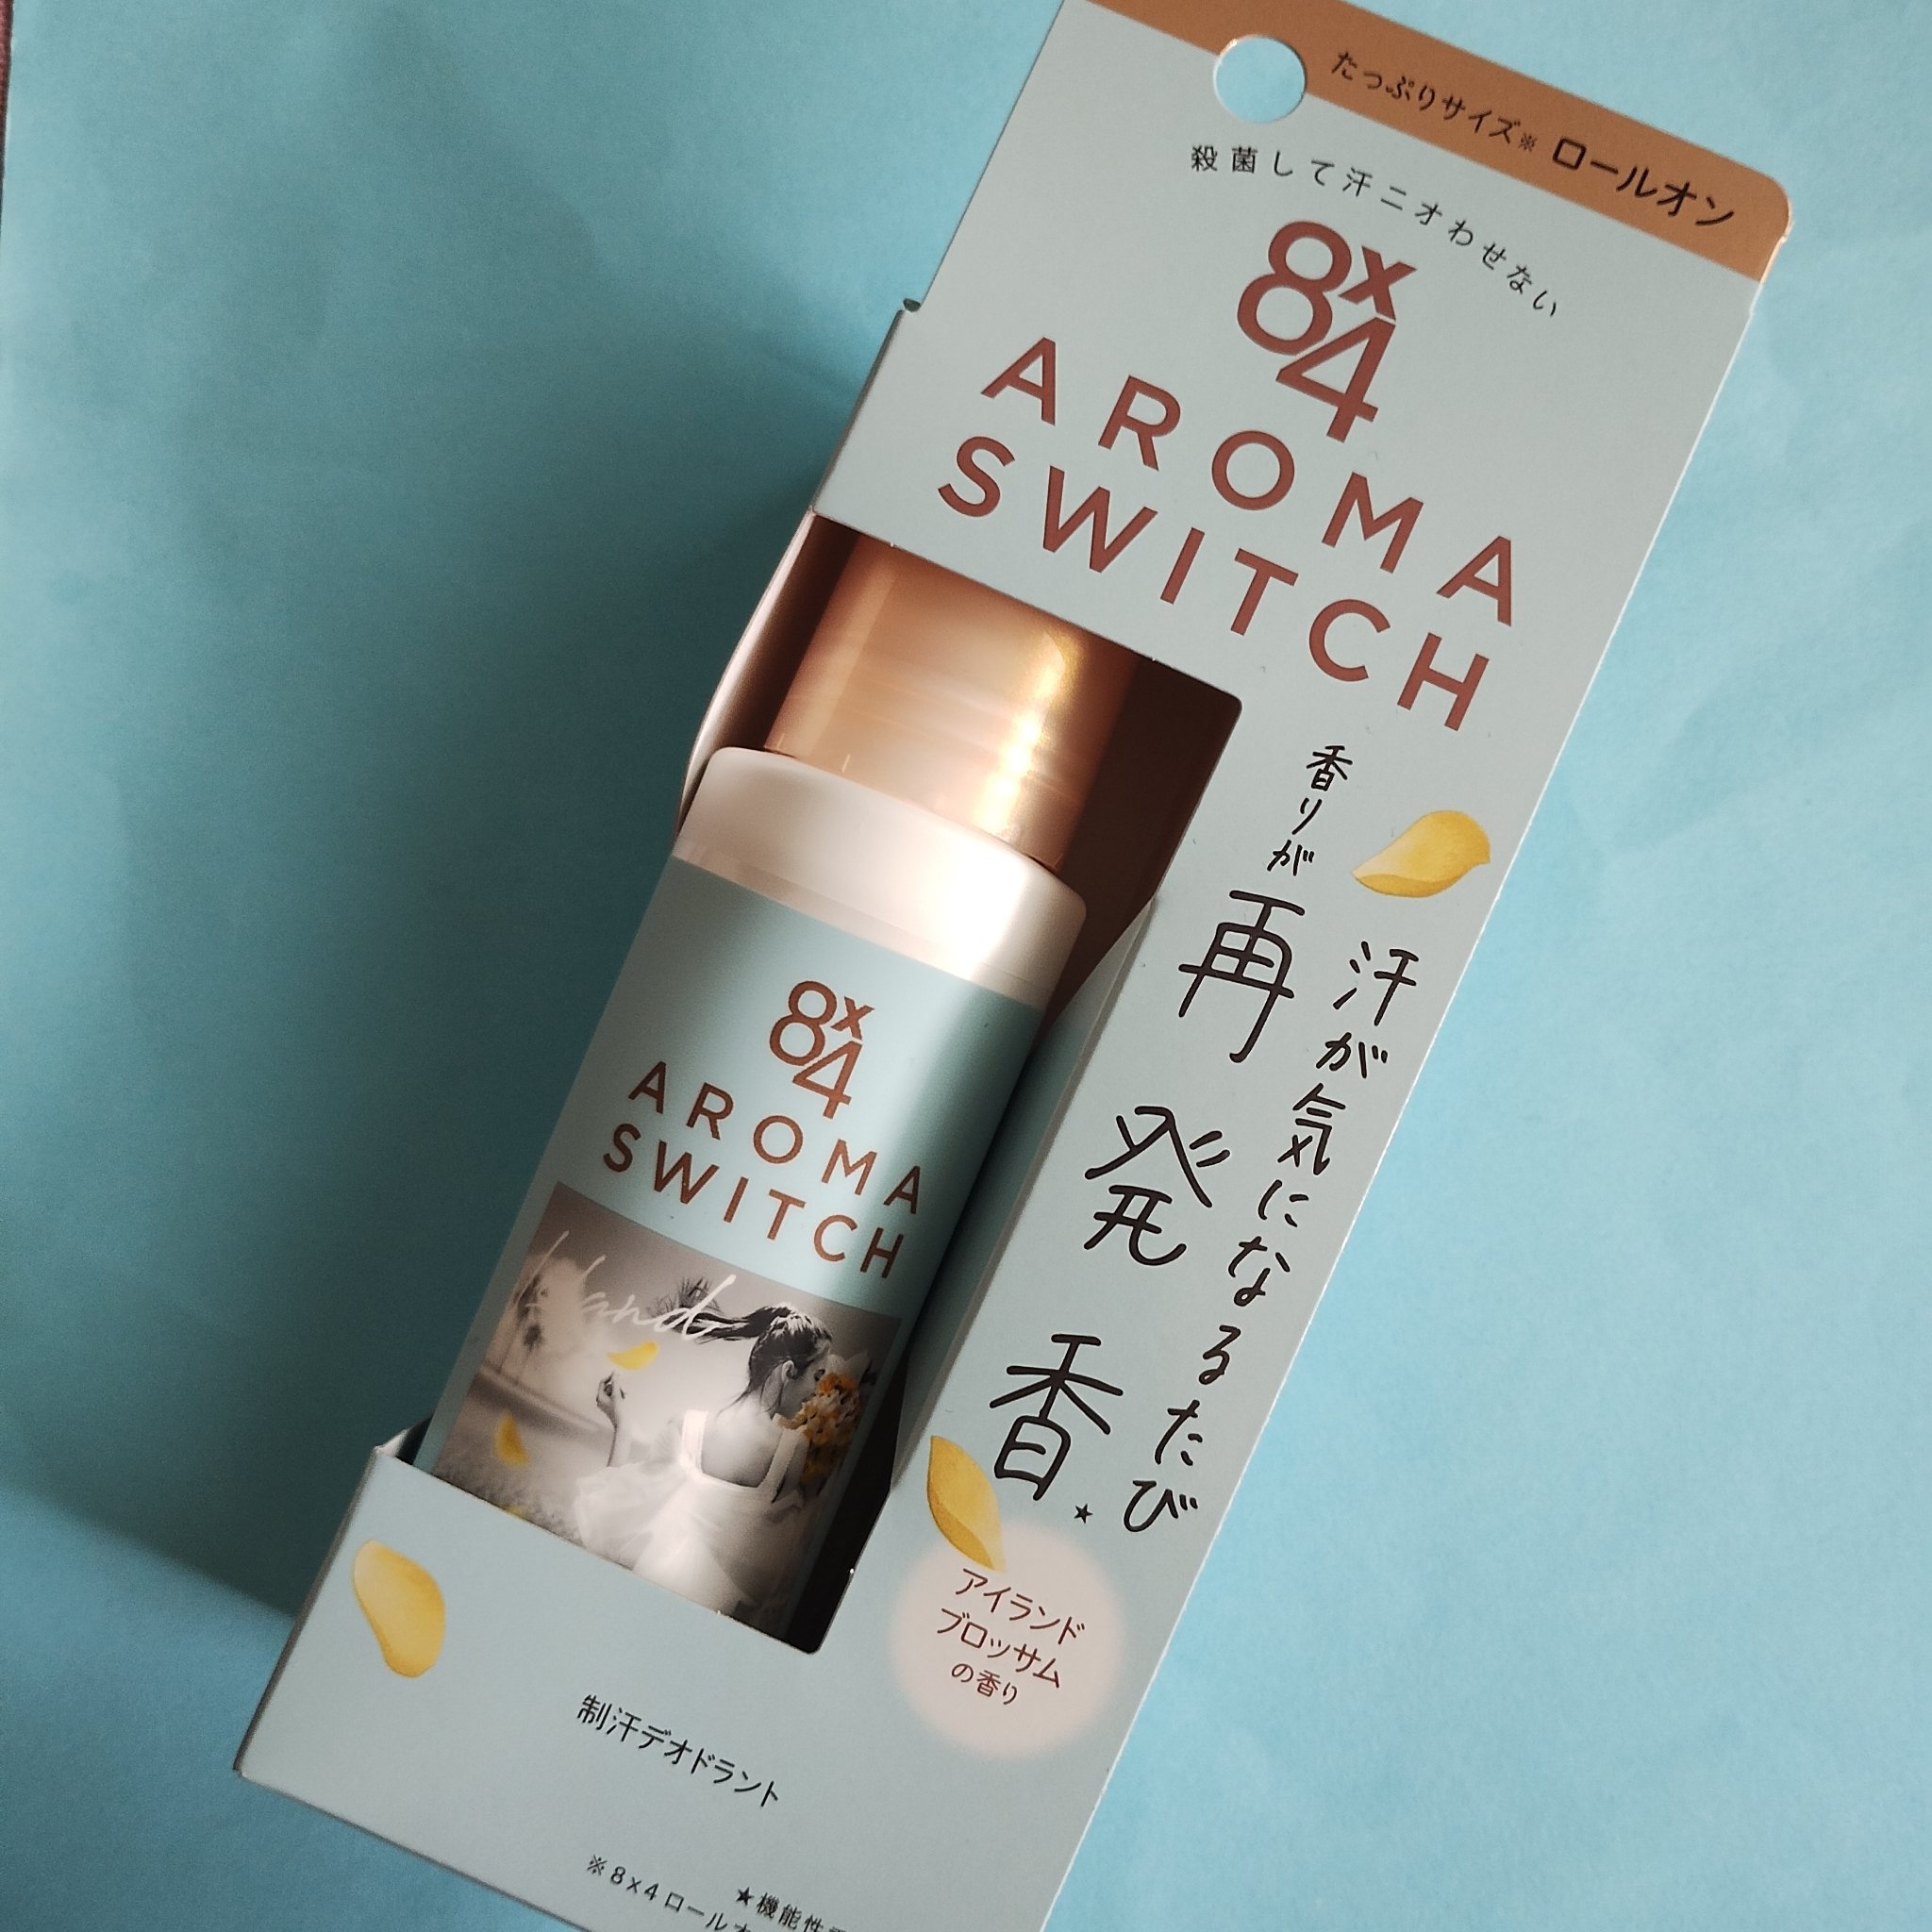 たっぷりサイズ※ ロールオン
殺菌して汗ニオわせない
8x4
AROMA
SWITCH
汗が気になるたび
香りが再発香★
アイランド
ブロッサム
の香り
8x4
AROMA
SWITCH
Island
制汗デオドラント
★機能性
※8x4ロールオ